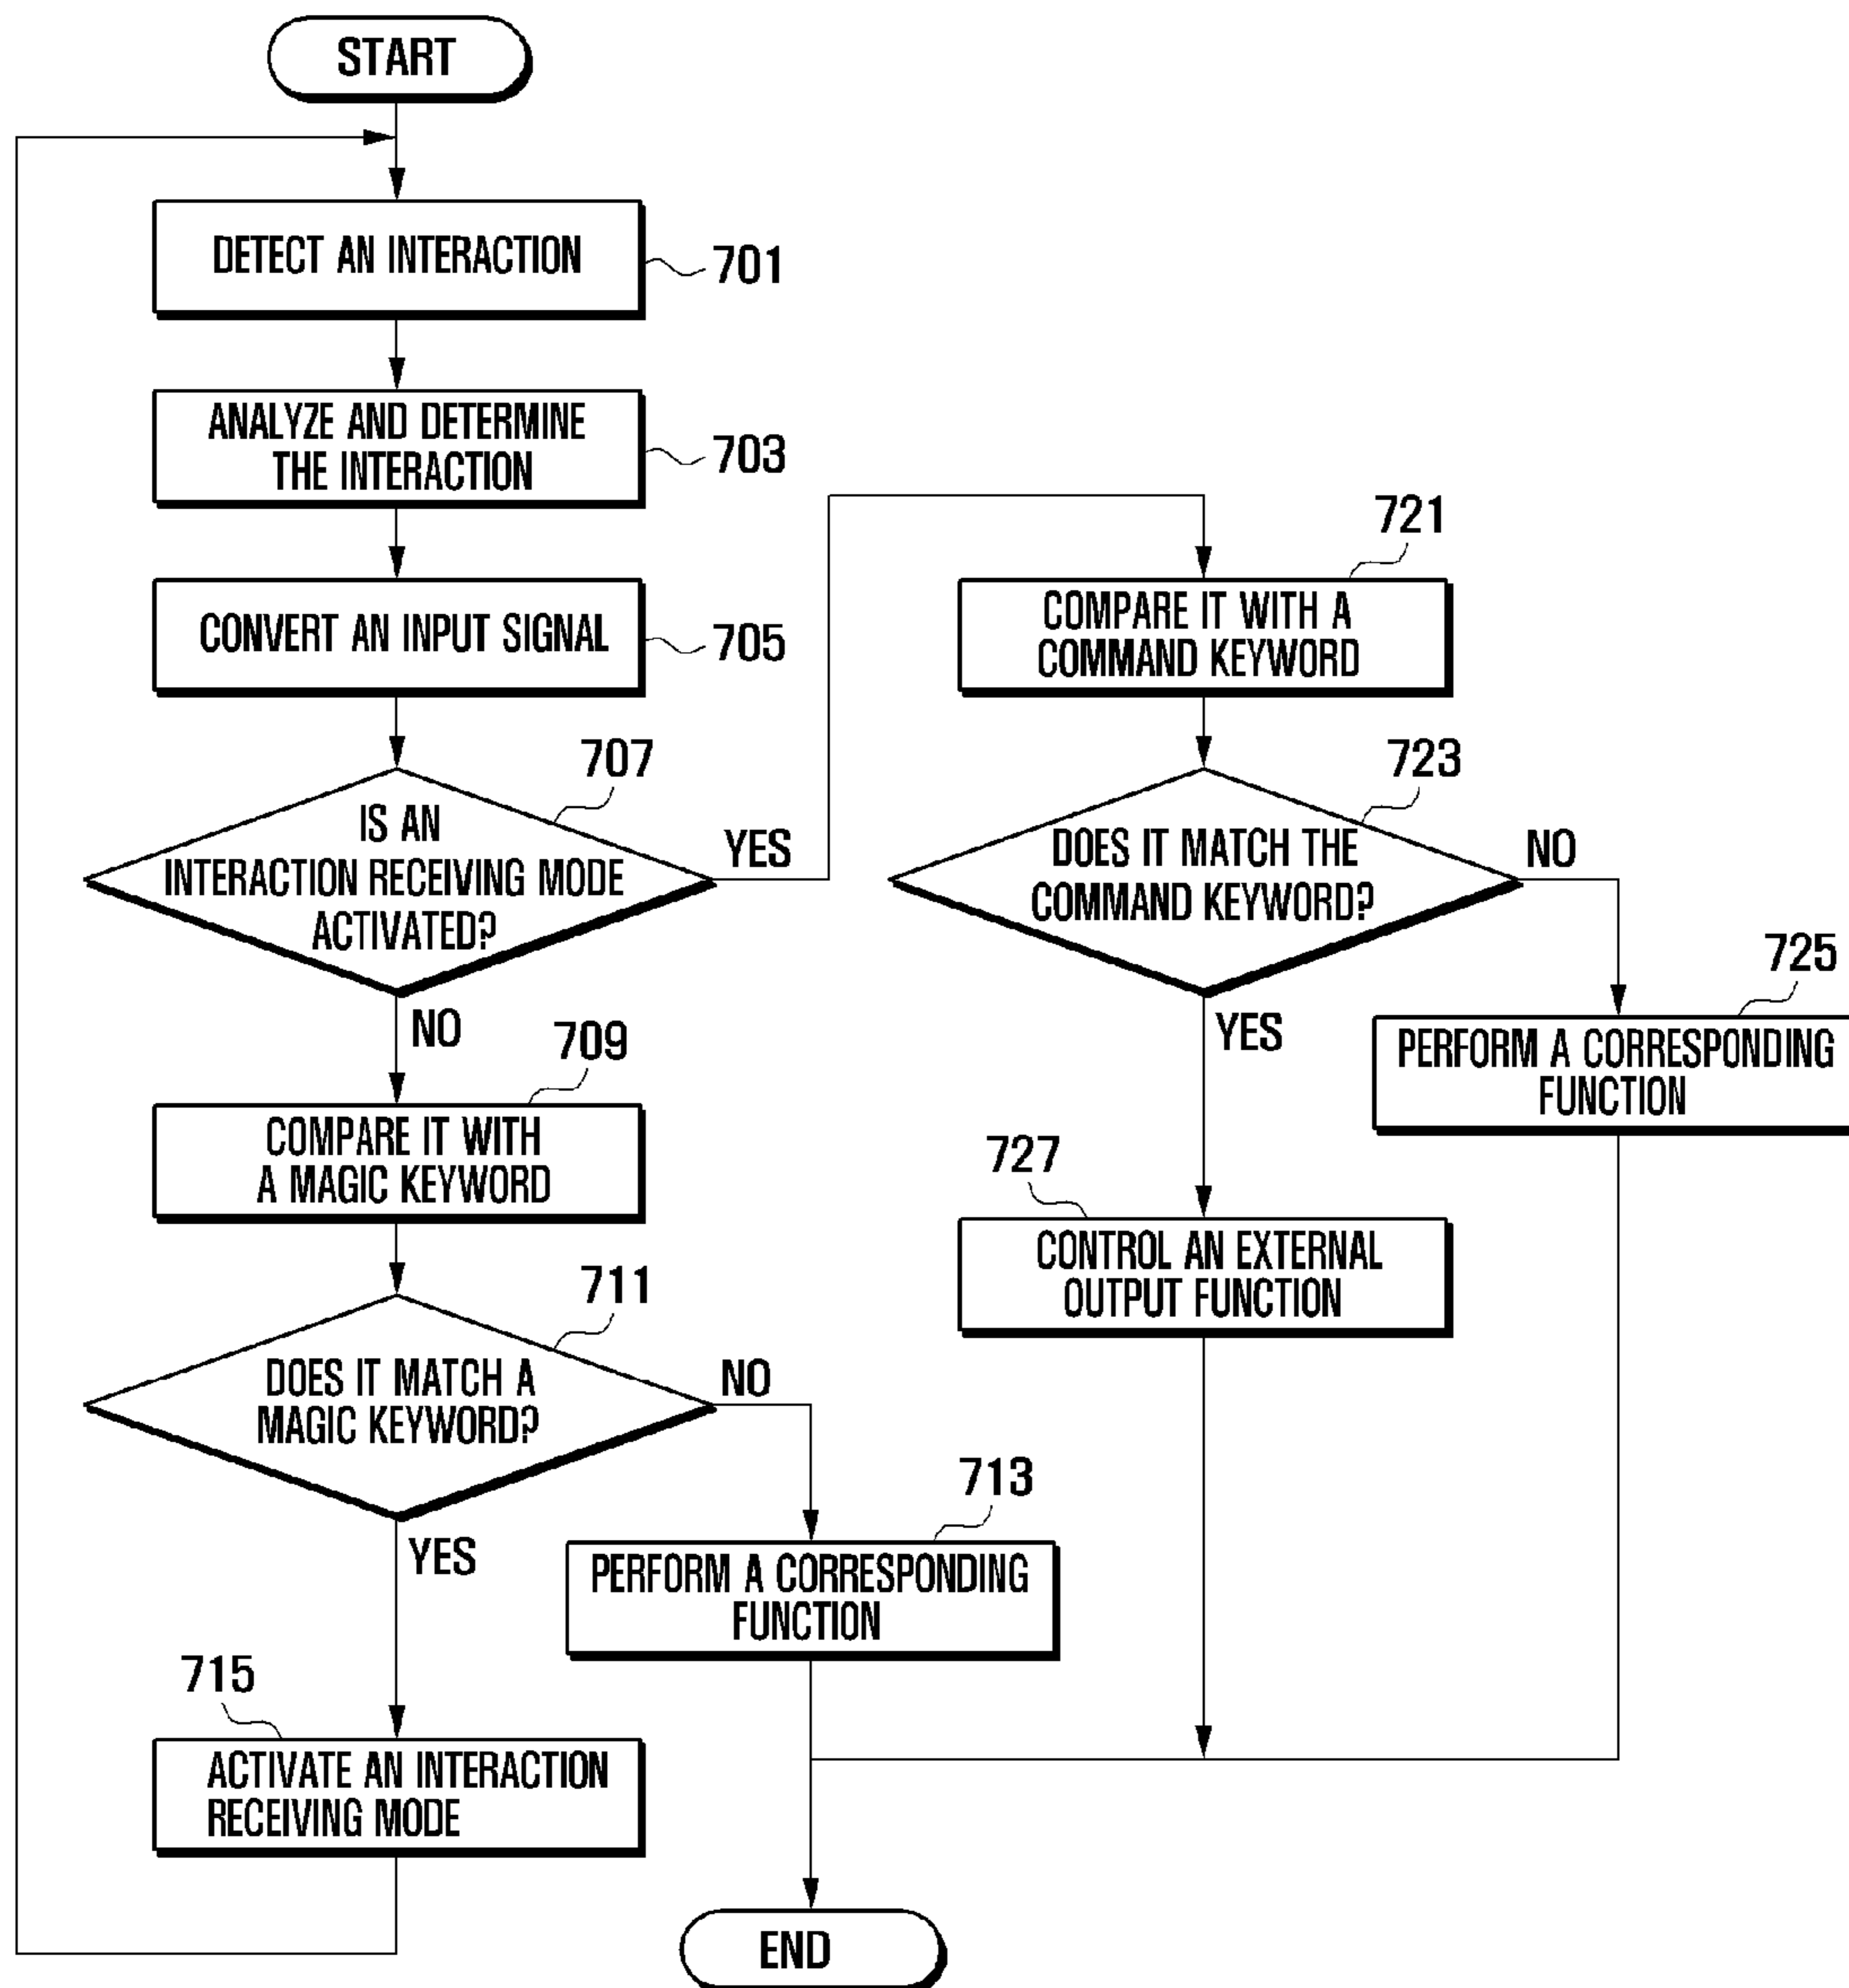 START
DETECT AN INTERACTION
701
ANALYZE AND DETERMINE
THE INTERACTION
703
CONVERT AN INPUT SIGNAL
705
707
IS AN
INTERACTION RECEIVING MODE
ACTIVATED?
YES
NO
709
COMPARE IT WITH
A MAGIC KEYWORD
711
DOES IT MATCH A
MAGIC KEYWORD?
NO
YES
713
PERFORM A CORRESPONDING
FUNCTION
715
ACTIVATE AN INTERACTION
RECEIVING MODE
721
COMPARE IT WITH A
COMMAND KEYWORD
723
DOES IT MATCH THE
COMMAND KEYWORD?
NO
YES
725
PERFORM A CORRESPONDING
FUNCTION
727
CONTROL AN EXTERNAL
OUTPUT FUNCTION
END